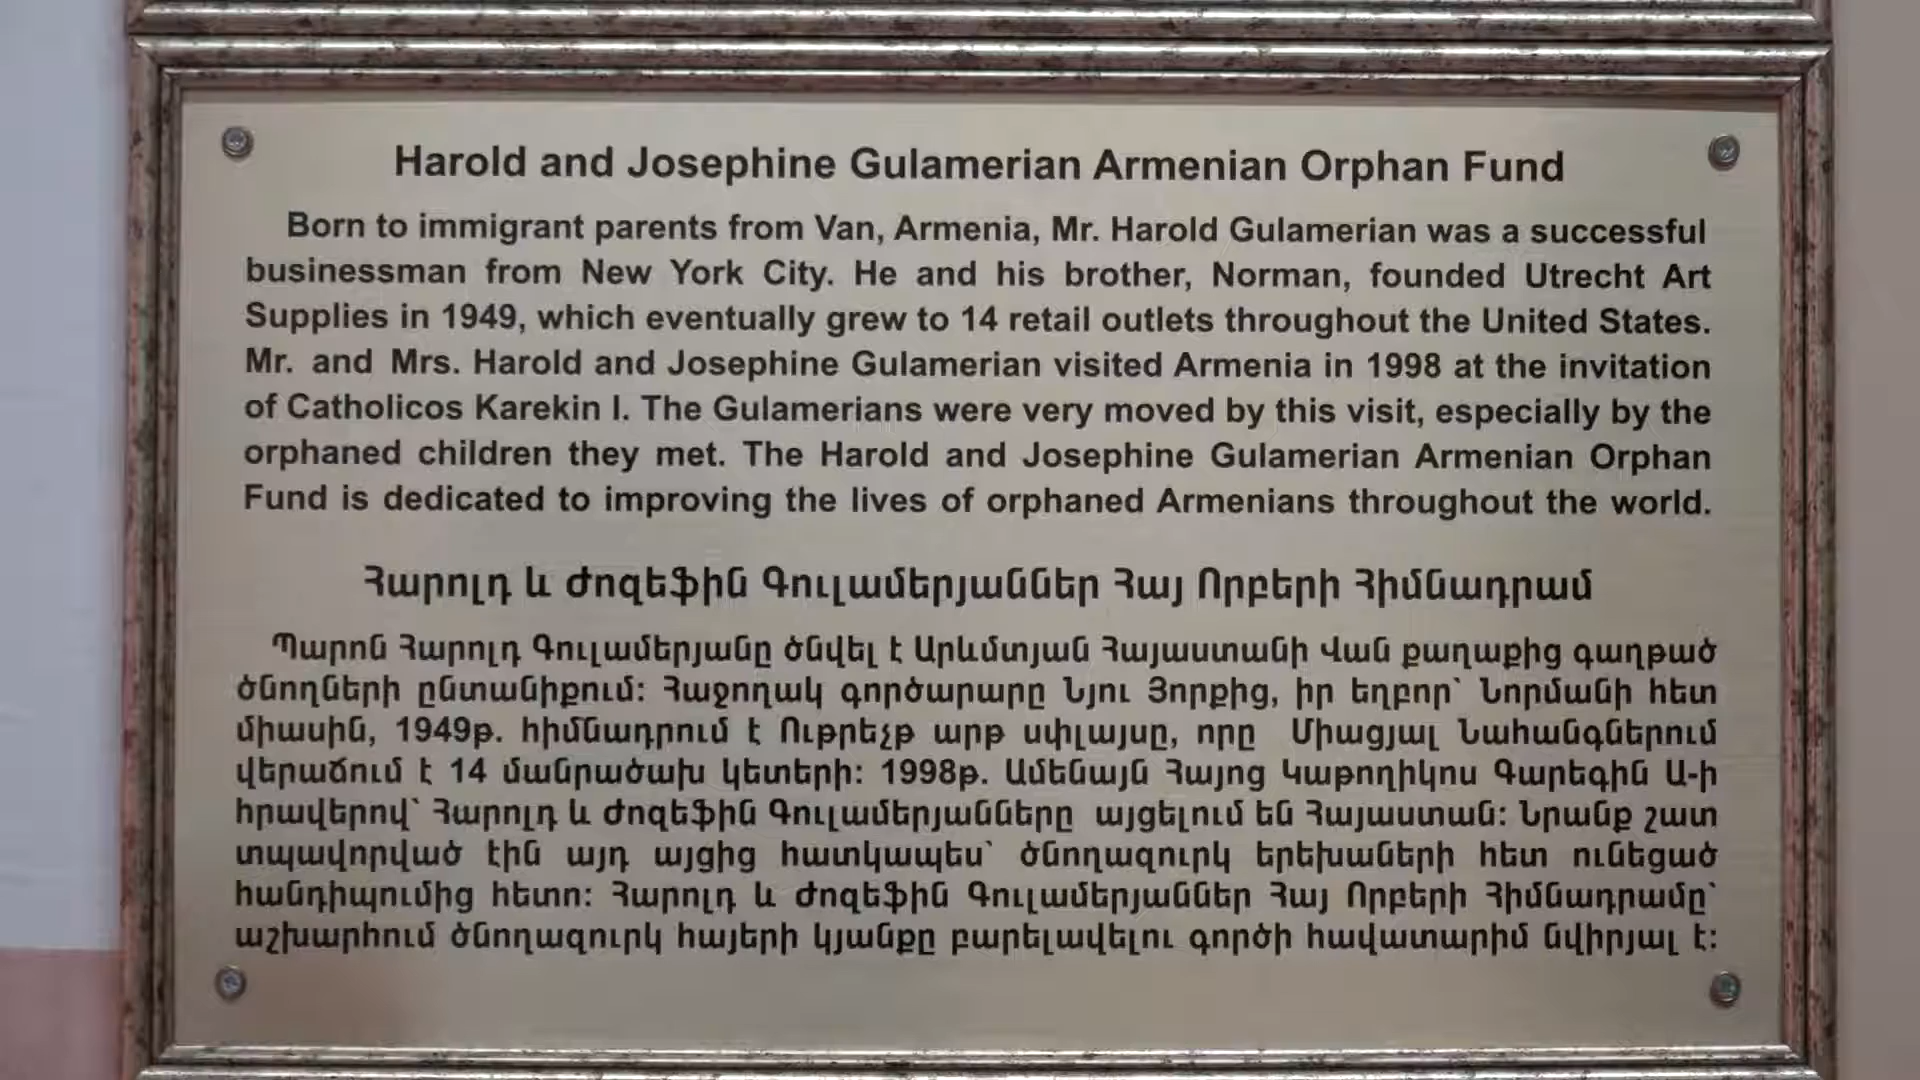 Harold and Josephine Gulamerian Armenian Orphan Fund
Born to immigrant parents from Van, Armenia, Mr. Harold Gulamerian was a successful
businessman from New York City. He and his brother, Norman, founded Utrecht Art
Supplies in 1949, which eventually grew to 14 retail outlets throughout the United States.
Mr. and Mrs. Harold and Josephine Gulamerian visited Armenia in 1998 at the invitation
of Catholicos Karekin I. The Gulamerians were very moved by this visit, especially by the
orphaned children they met. The Harold and Josephine Gulamerian Armenian Orphan
Fund is dedicated to improving the lives of orphaned Armenians throughout the world.
Հարոլդ և Ժոզեֆին Գուլամերյաններ Հայ Որբերի Հիմնադրամ
Պարոն Հարոլդ Գուլամերյանը ծնվել է Արևմտյան Հայաստանի Վան քաղաքից գաղթած
ծնողների ընտանիքում: Հաջողակ գործարարը Նյու Յորքից, իր եղբոր՝ Նորմանի հետ
միասին, 1949թ. հիմնադրում է Ութրեչթ արթ սփլայսը, որը Միացյալ Նահանգներում
վերաճում է 14 մանրածախ կետերի: 1998թ. Ամենայն Հայոց Կաթողիկոս Գարեգին Ա-ի
հրավերով՝ Հարոլդ և Ժոզեֆին Գուլամերյանները այցելում են Հայաստան: Նրանք շատ
տպավորված էին այդ այցից հատկապես՝ ծնողազուրկ երեխաների հետ ունեցած
հանդիպումից հետո: Հարոլդ և Ժոզեֆին Գուլամերյաններ Հայ Որբերի Հիմնադրամը՝
աշխարհում ծնողազուրկ հայերի կյանքը բարելավելու գործի հավատարիմ նվիրյալ է: